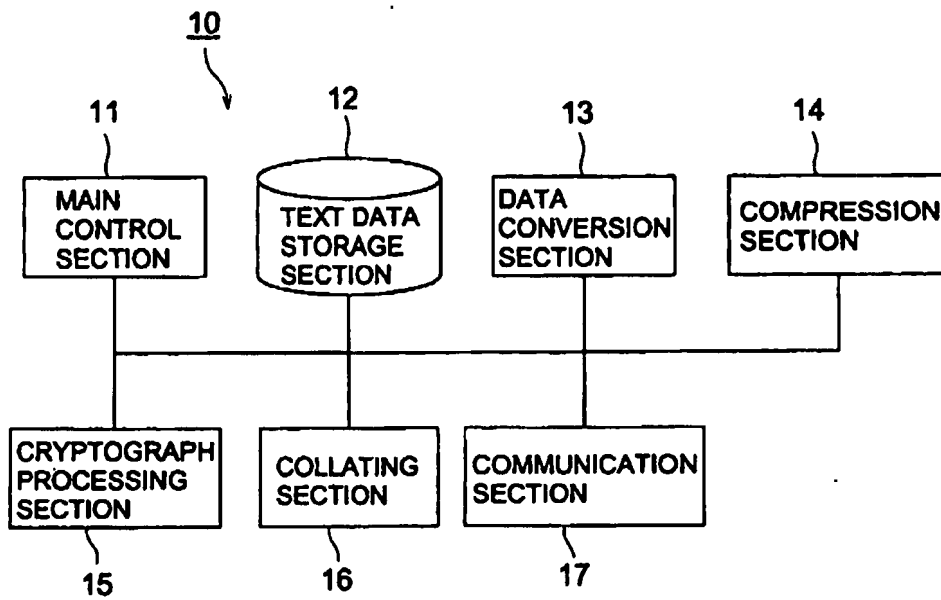 10
11
12
13
14
MAIN
CONTROL
SECTION
TEXT DATA
STORAGE
SECTION
DATA
CONVERSION
SECTION
COMPRESSION
SECTION
CRYPTOGRAPH
PROCESSING
SECTION
COLLATING
SECTION
COMMUNICATION
SECTION
15
16
17